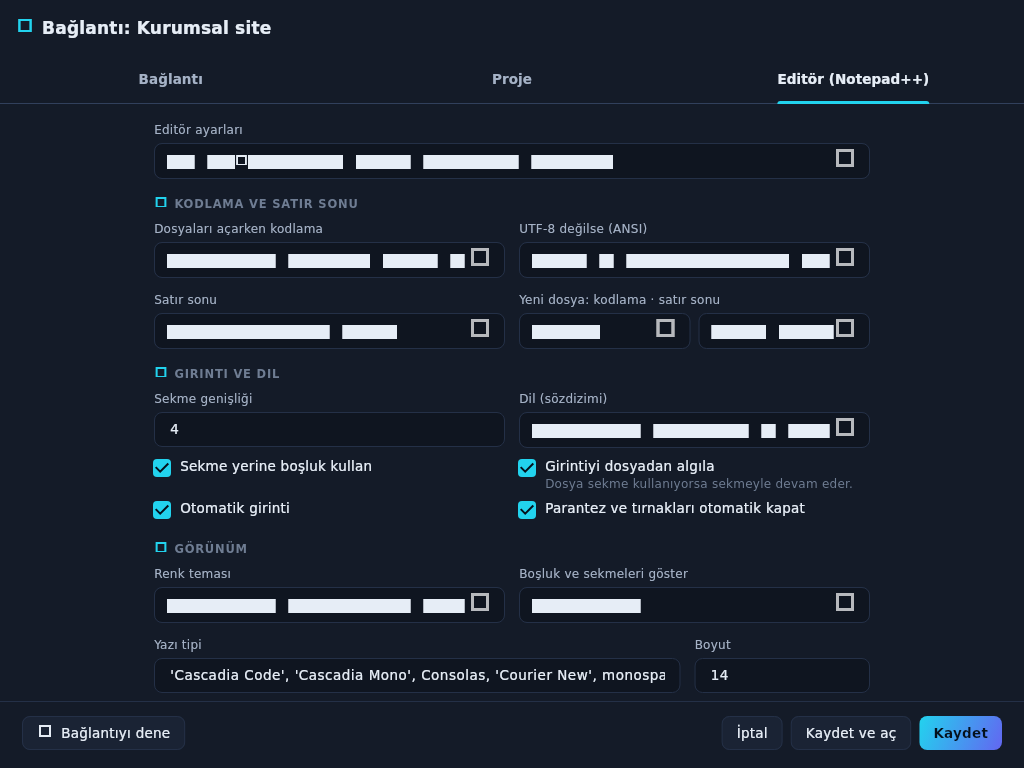 Bağlantı: Kurumsal site
Bağlantı
Proje
Editör (Notepad++)
Editör ayarları
KODLAMA VE SATIR SONU
Dosyaları açarken kodlama
UTF-8 değilse (ANSI)
Satır sonu
Yeni dosya: kodlama · satır sonu
GIRINTI VE DIL
Sekme genişliği
Dil (sözdizimi)
4
Sekme yerine boşluk kullan
Girintiyi dosyadan algıla
Dosya sekme kullanıyorsa sekmeyle devam eder.
Otomatik girinti
Parantez ve tırnakları otomatik kapat
GÖRÜNÜM
Renk teması
Boşluk ve sekmeleri göster
Yazı tipi
Boyut
'Cascadia Code', 'Cascadia Mono', Consolas, 'Courier New', monospa
14
Bağlantıyı dene
İptal
Kaydet ve aç
Kaydet